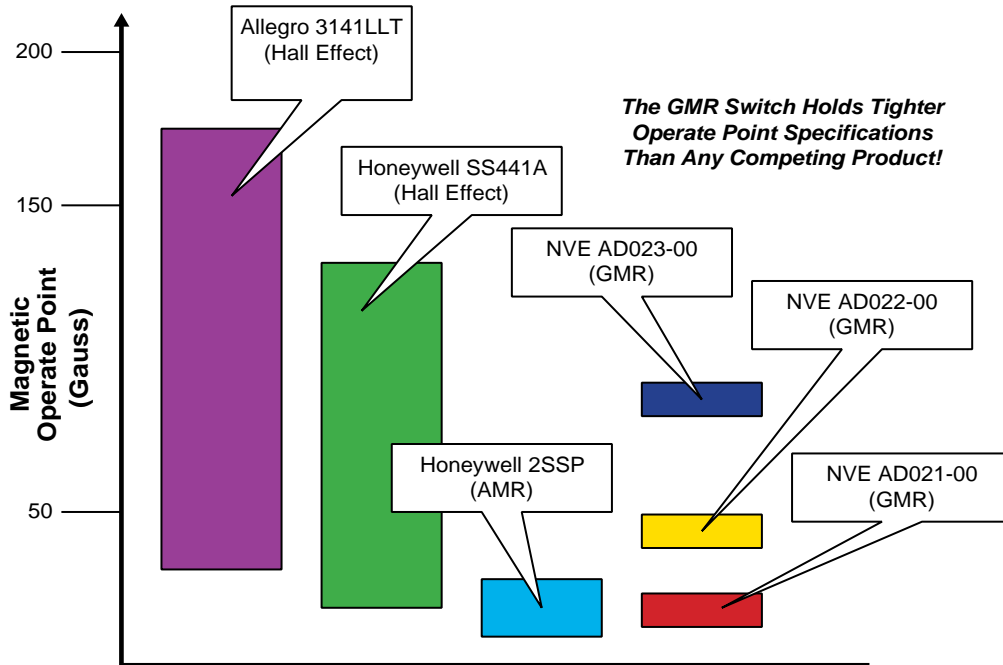 200
150
50
Magnetic
Operate Point
(Gauss)
Allegro 3141LLT
(Hall Effect)
The GMR Switch Holds Tighter
Operate Point Specifications
Than Any Competing Product!
Honeywell SS441A
(Hall Effect)
NVE AD023-00
(GMR)
NVE AD022-00
(GMR)
Honeywell 2SSP
(AMR)
NVE AD021-00
(GMR)